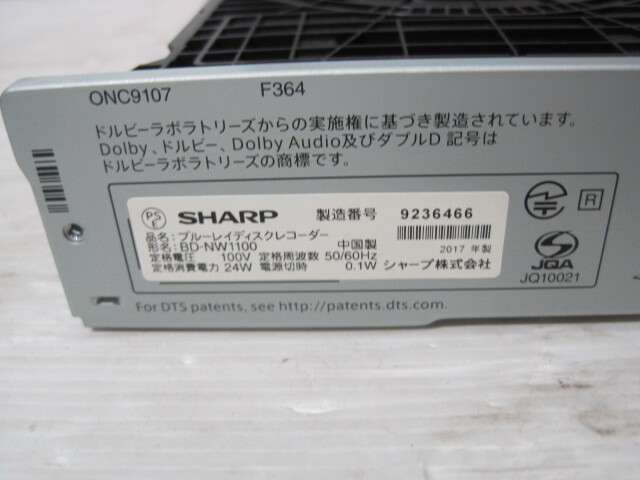 ONC9107 F364
ドルビーラボラトリーズからの実施権に基づき製造されています。
Dolby、ドルビー、Dolby Audio及びダブルD 記号は
ドルビーラボラトリーズの商標です。
PS E SHARP 製造番号 9236466
品名:ブルーレイディスクレコーダー
形名:BD-NW1100 中国製 2017 年製
定格電圧 100V 定格周波数 50/60Hz
定格消費電力 24W 電源切時 0.1W シャープ株式会社
R
JQA
JQ10021
For DTS patents, see http://patents.dts.com.